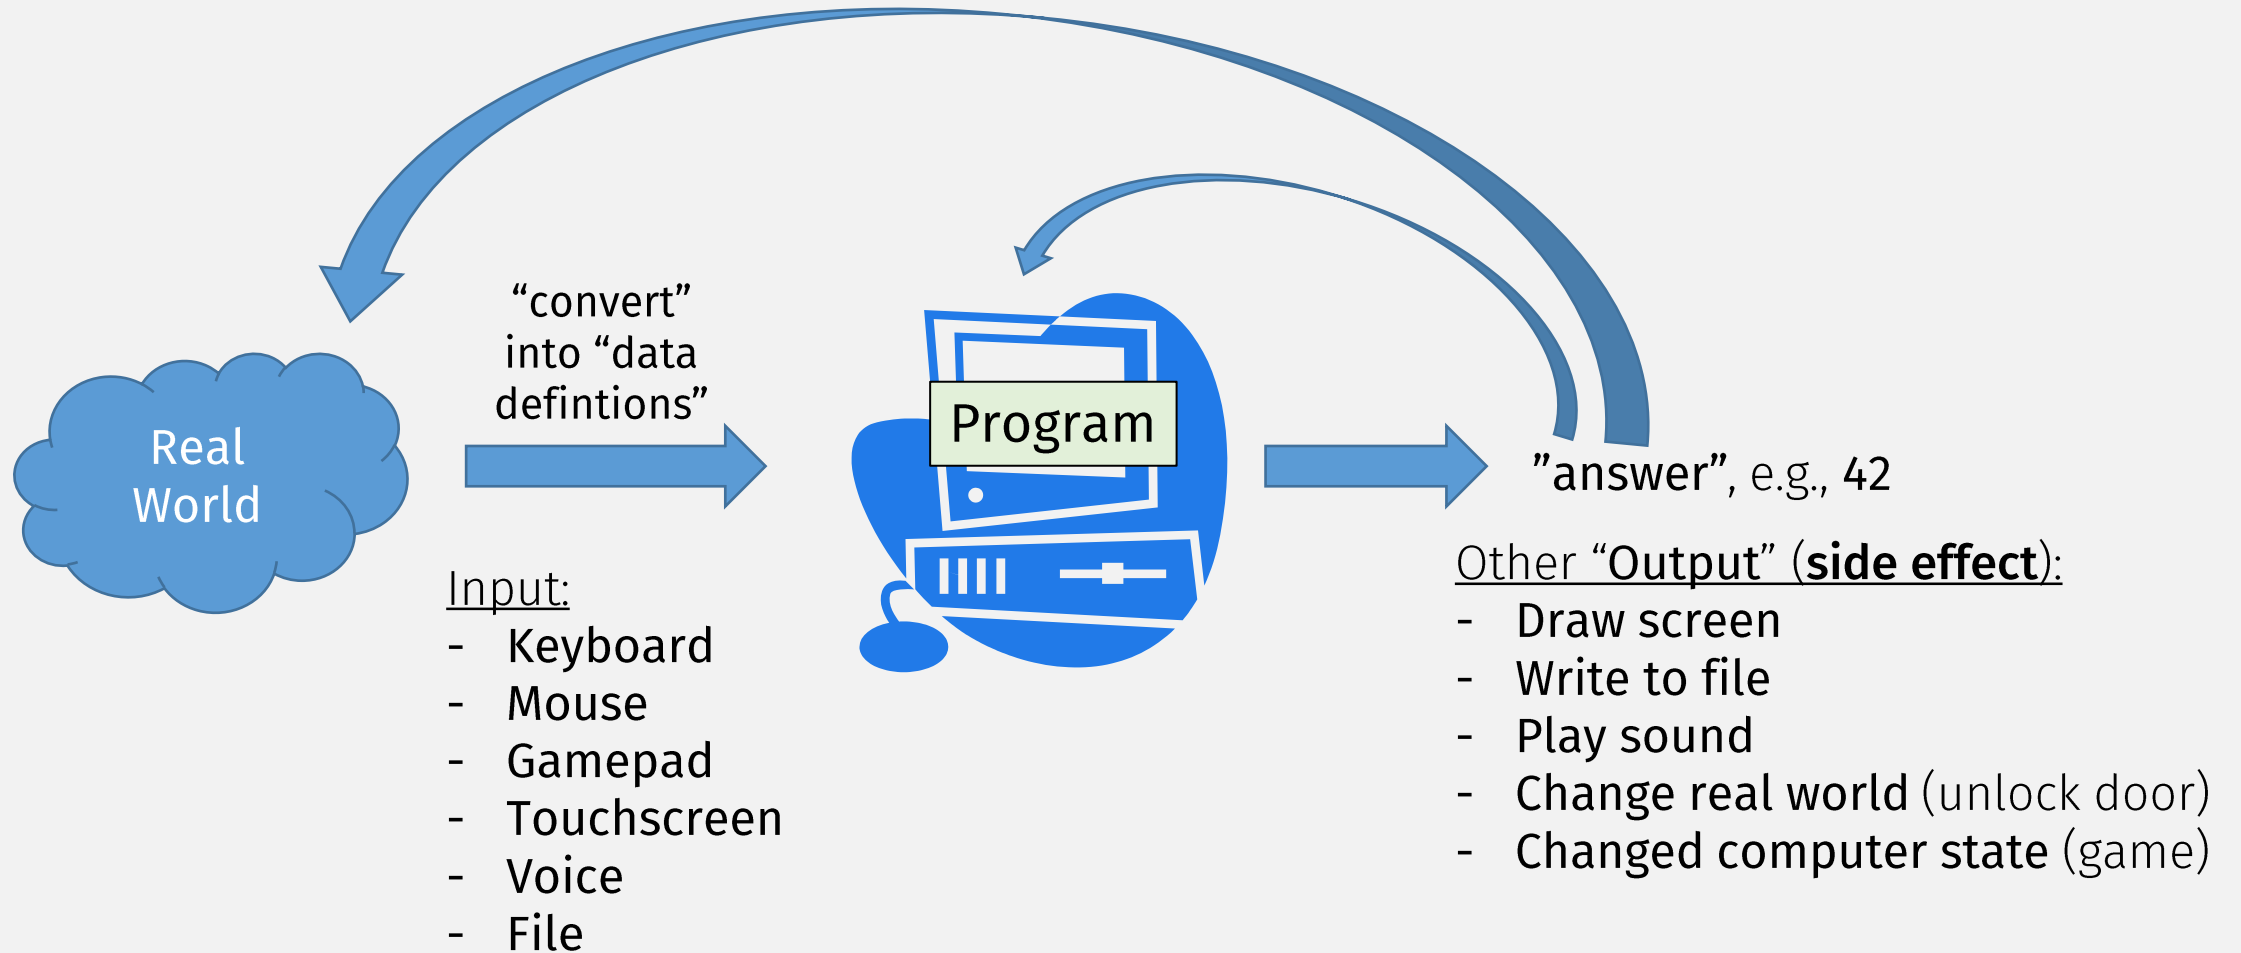 Real
World
“convert”
into “data
defintions”
Input:
- Keyboard
- Mouse
- Gamepad
- Touchscreen
- Voice
- File
Program
”answer”, e.g., 42
Other “Output” (side effect):
- Draw screen
- Write to file
- Play sound
- Change real world (unlock door)
- Changed computer state (game)